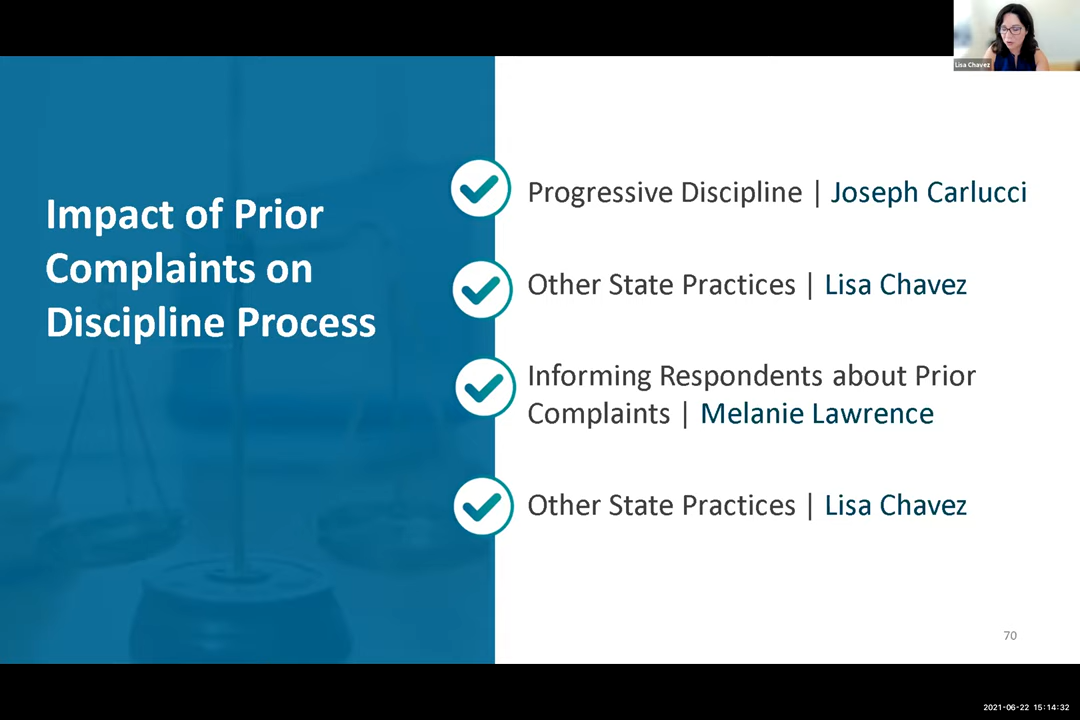 Lisa Chavez
Impact of Prior
Complaints on
Discipline Process
Progressive Discipline | Joseph Carlucci
Other State Practices | Lisa Chavez
Informing Respondents about Prior
Complaints | Melanie Lawrence
Other State Practices | Lisa Chavez
70
2021-06-22 15:14:32